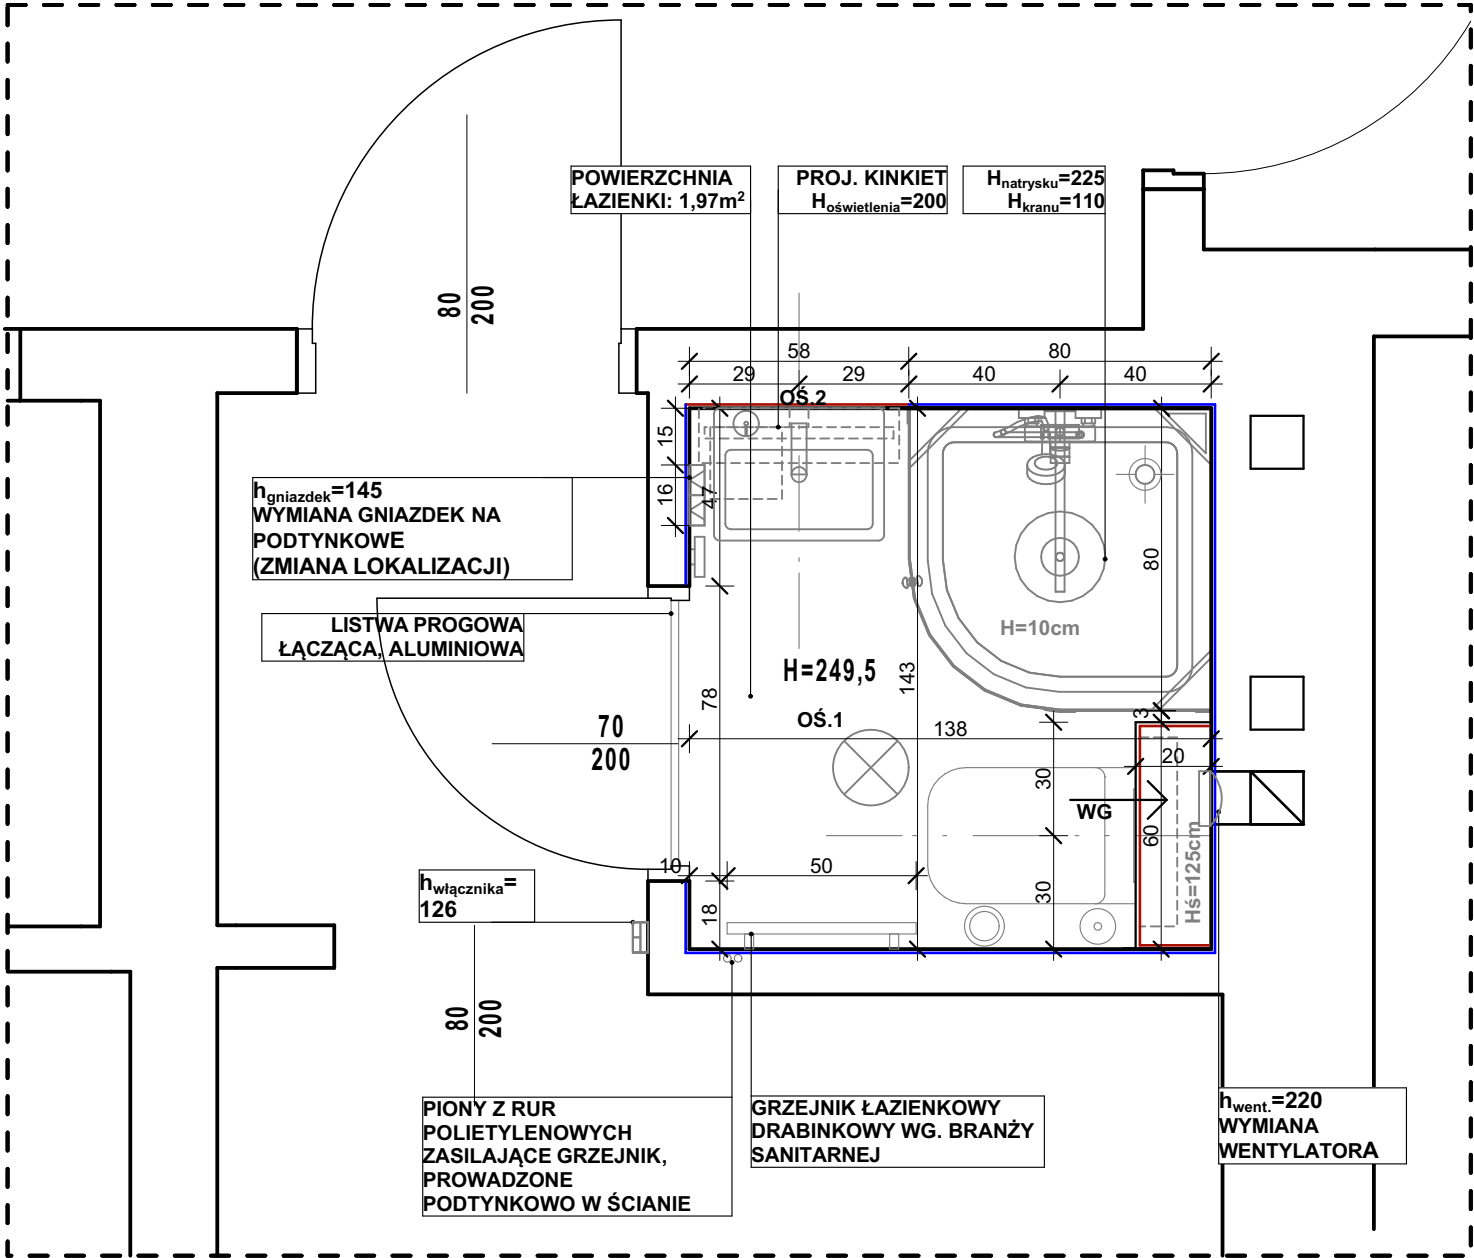 POWIERZCHNIA
ŁAZIENKI: 1,97m²
PROJ. KINKIET
Hoświetlenia=200
Hnatrysku=225
Hkranu=110
80
200
58
80
29
29
40
40
OŚ.2
15
16
47
80
hgniazdek=145
WYMIANA GNIAZDEK NA
PODTYNKOWE
(ZMIANA LOKALIZACJI)
LISTWA PROGOWA
ŁĄCZĄCA, ALUMINIOWA
H=10cm
H=249,5
78
143
OŚ.1
3
70
200
138
20
30
WG
60
Hś=125cm
10
50
30
18
hwłącznika=
126
80
200
PIONY Z RUR
POLIETYLENOWYCH
ZASILAJĄCE GRZEJNIK,
PROWADZONE
PODTYNKOWO W ŚCIANIE
GRZEJNIK ŁAZIENKOWY
DRABINKOWY WG. BRANŻY
SANITARNEJ
hwent.=220
WYMIANA
WENTYLATORA